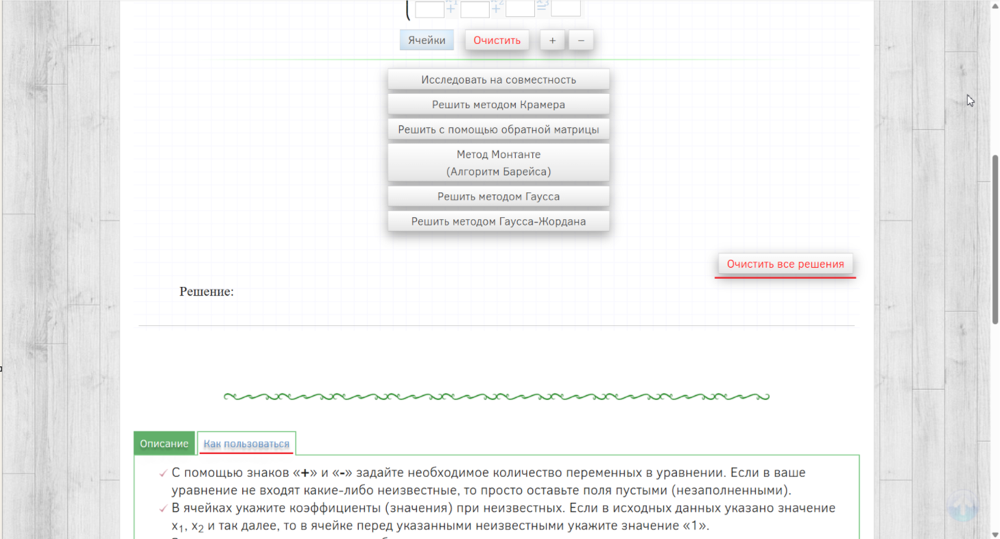 + + =
Ячейки Очистить + −
Исследовать на совместность
Решить методом Крамера
Решить с помощью обратной матрицы
Метод Монтанте
(Алгоритм Барейса)
Решить методом Гаусса
Решить методом Гаусса-Жордана
Очистить все решения
Решение:
Описание Как пользоваться
С помощью знаков «+» и «-» задайте необходимое количество переменных в уравнении. Если в ваше
уравнение не входят какие-либо неизвестные, то просто оставьте поля пустыми (незаполненными).
В ячейках укажите коэффициенты (значения) при неизвестных. Если в исходных данных указано значение
x₁, x₂ и так далее, то в ячейке перед указанными неизвестными укажите значение «1».